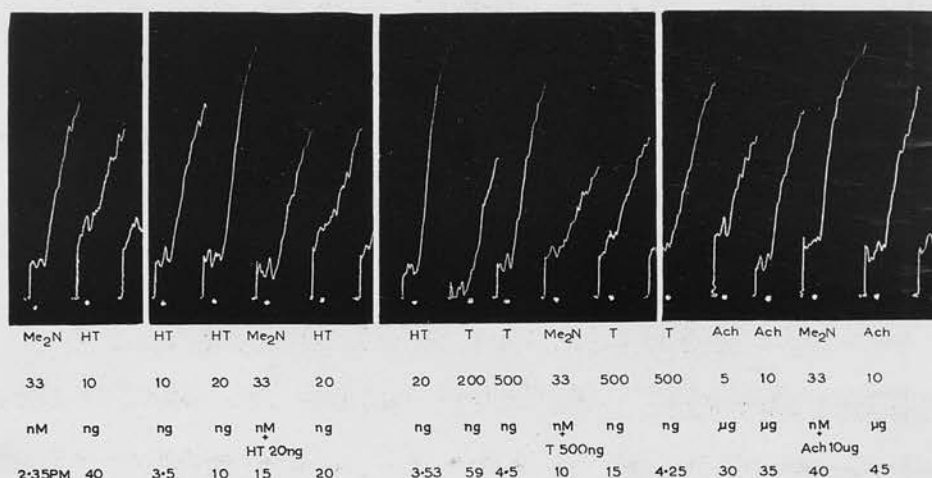 Me2N HT HT HT Me2N HT HT T T Me2N T T Ach Ach Me2N Ach
33 10 10 20 33 20 20 200 500 33 500 500 5 10 33 10
nM ng ng ng nM ng ng ng ng nM ng ng µg µg nM µg
+ + +
HT 20ng T 500ng Ach 10ug
2·35PM 40 3·5 10 15 20 3·53 59 4·5 10 15 4·25 30 35 40 45